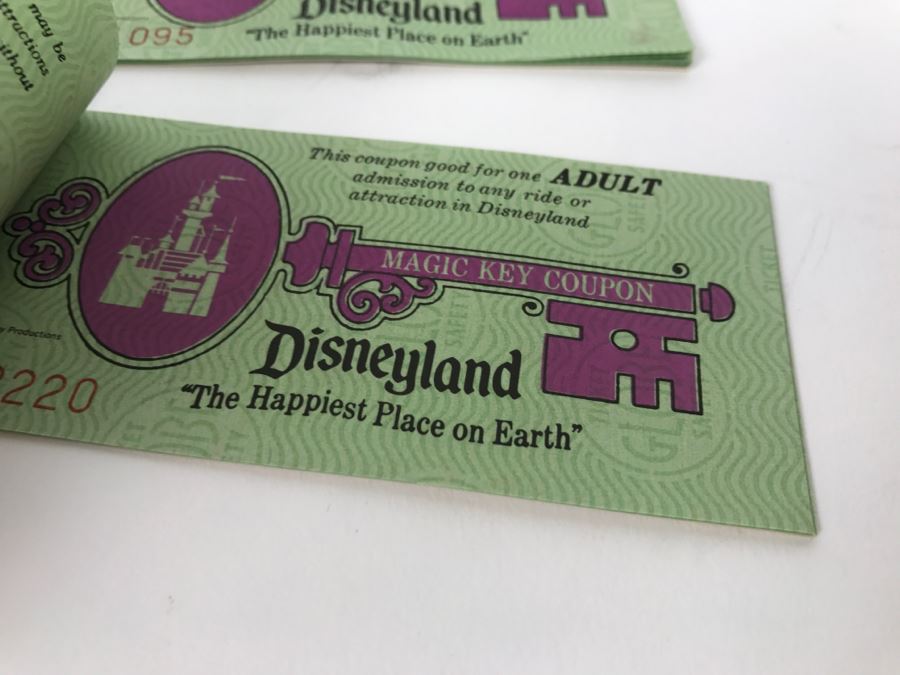 may be
attractions
without
095
Disneyland
"The Happiest Place on Earth"
This coupon good for one ADULT
admission to any ride or
attraction in Disneyland
MAGIC KEY COUPON
Productions
220
Disneyland
"The Happiest Place on Earth"